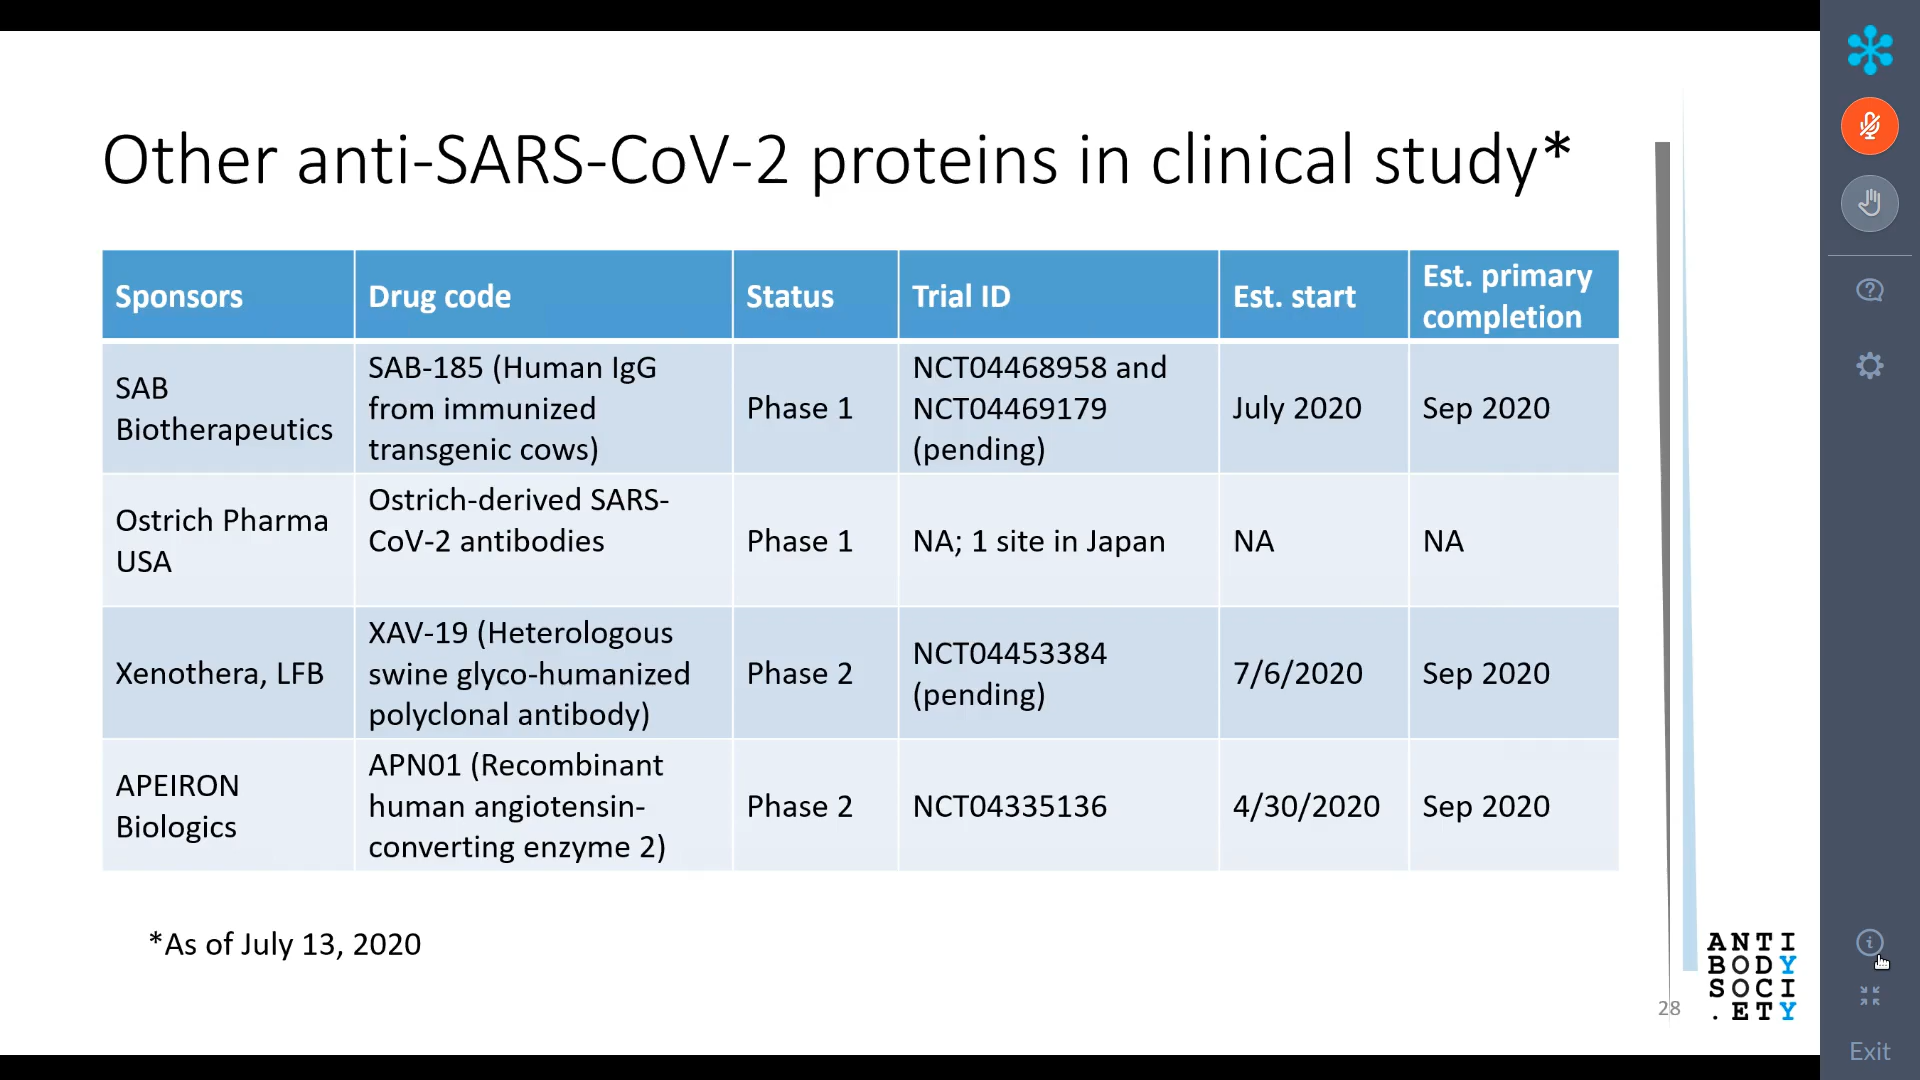 Other anti-SARS-CoV-2 proteins in clinical study*
Sponsors
Drug code
Status
Trial ID
Est. start
Est. primary
completion
SAB
Biotherapeutics
SAB-185 (Human IgG
from immunized
transgenic cows)
Phase 1
NCT04468958 and
NCT04469179
(pending)
July 2020
Sep 2020
Ostrich Pharma
USA
Ostrich-derived SARS-
CoV-2 antibodies
Phase 1
NA; 1 site in Japan
NA
NA
Xenothera, LFB
XAV-19 (Heterologous
swine glyco-humanized
polyclonal antibody)
Phase 2
NCT04453384
(pending)
7/6/2020
Sep 2020
APEIRON
Biologics
APN01 (Recombinant
human angiotensin-
converting enzyme 2)
Phase 2
NCT04335136
4/30/2020
Sep 2020
*As of July 13, 2020
28
ANTI
BODY
SOCI
.ETY
Exit